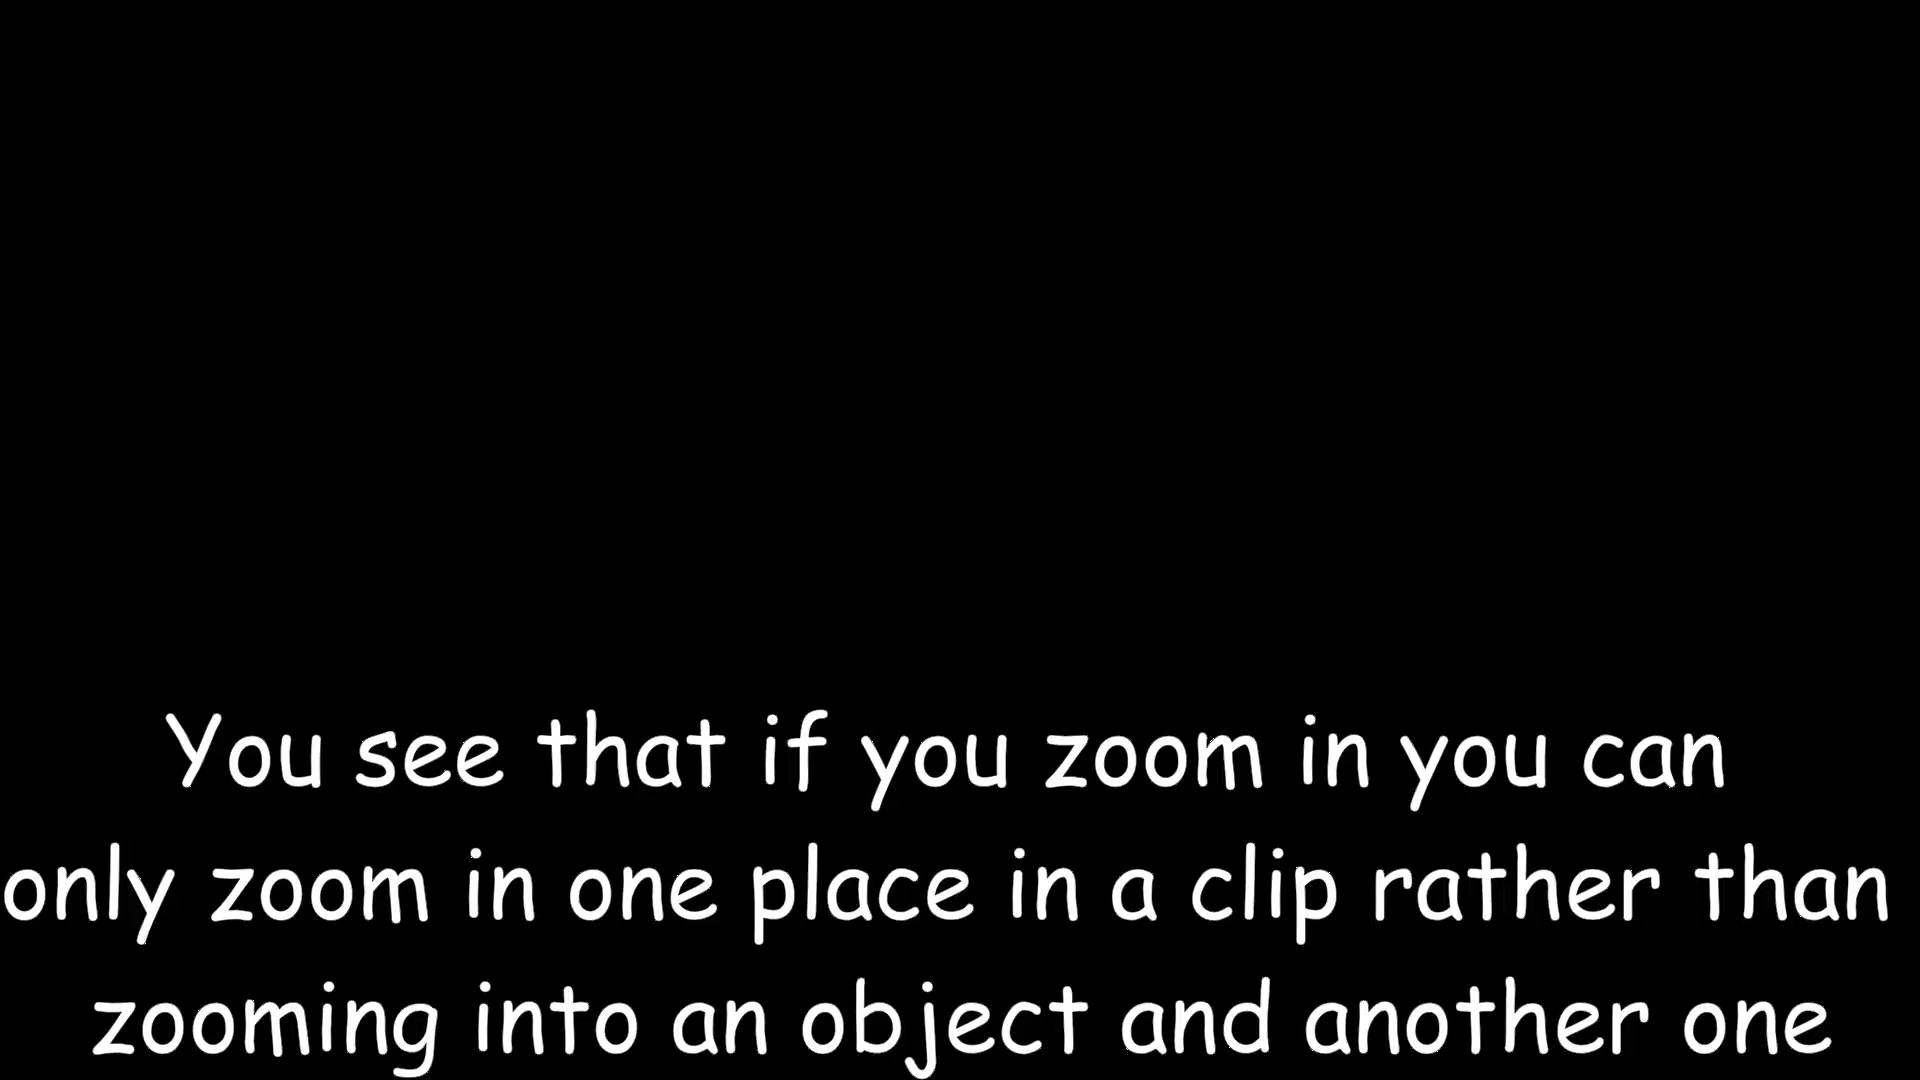 You see that if you zoom in you can
only zoom in one place in a clip rather than
zooming into an object and another one